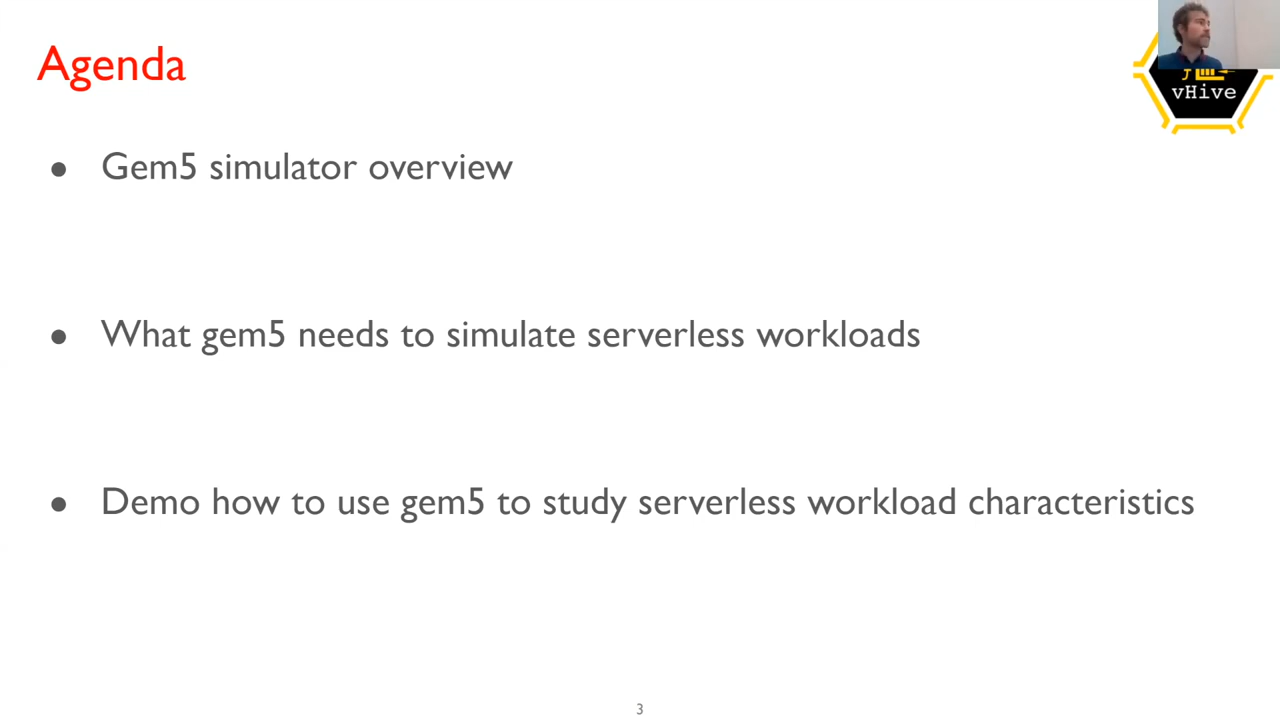 Agenda
vHive
● Gem5 simulator overview
● What gem5 needs to simulate serverless workloads
● Demo how to use gem5 to study serverless workload characteristics
3